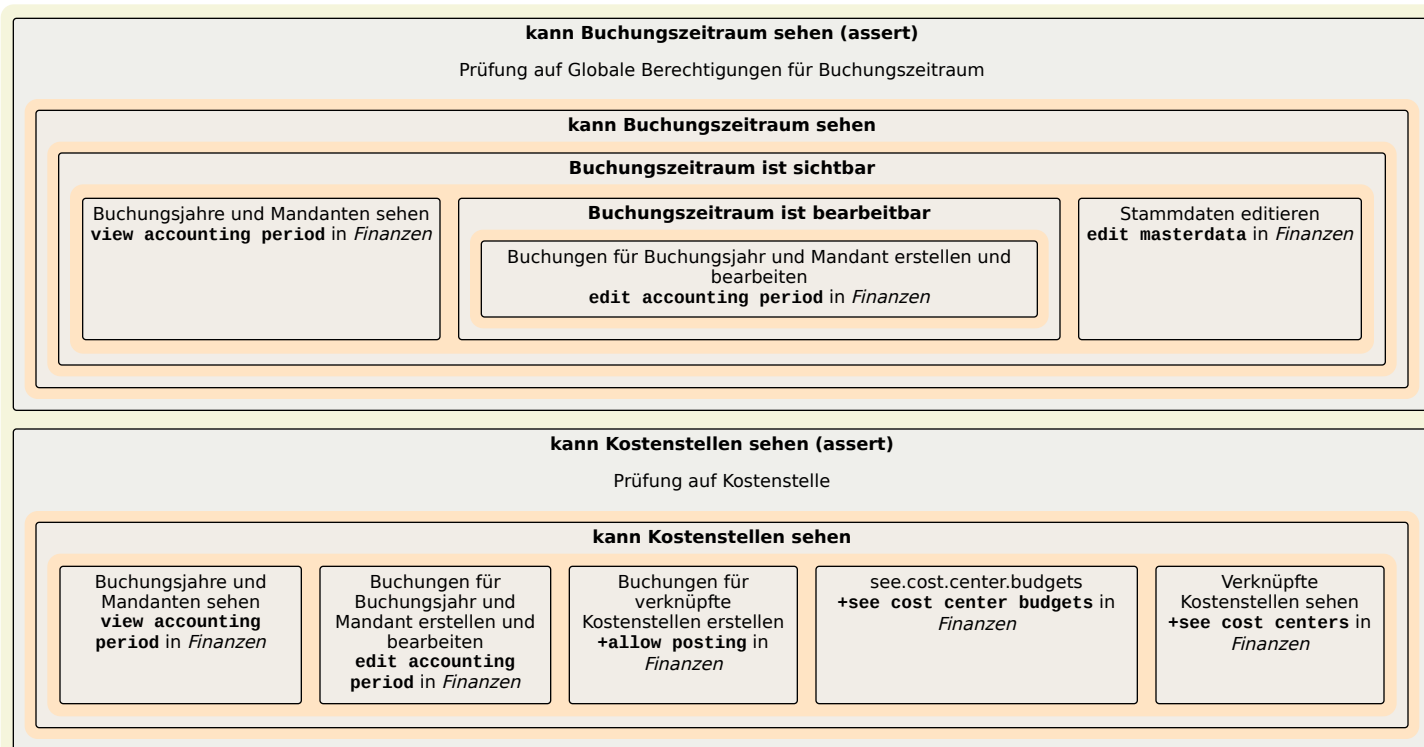 kann Buchungszeitraum sehen (assert)
Prüfung auf Globale Berechtigungen für Buchungszeitraum
kann Buchungszeitraum sehen
Buchungszeitraum ist sichtbar
Buchungsjahre und Mandanten sehen
view accounting period in Finanzen
Buchungszeitraum ist bearbeitbar
Buchungen für Buchungsjahr und Mandant erstellen und
bearbeiten
edit accounting period in Finanzen
Stammdaten editieren
edit masterdata in Finanzen
kann Kostenstellen sehen (assert)
Prüfung auf Kostenstelle
kann Kostenstellen sehen
Buchungsjahre und
Mandanten sehen
view accounting
period in Finanzen
Buchungen für
Buchungsjahr und
Mandant erstellen und
bearbeiten
edit accounting
period in Finanzen
Buchungen für
verknüpfte
Kostenstellen erstellen
+allow posting in
Finanzen
see.cost.center.budgets
+see cost center budgets in
Finanzen
Verknüpfte
Kostenstellen sehen
+see cost centers in
Finanzen